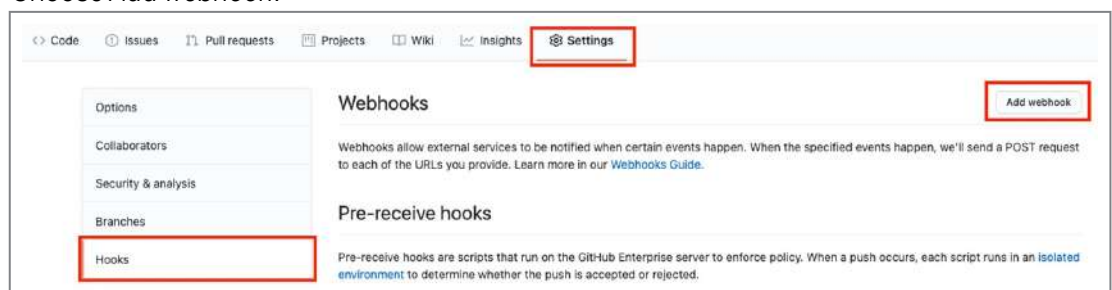 Choose Add webhook.
Code Issues Pull requests Projects Wiki Insights Settings
Webhooks
Add webhook
Options
Collaborators
Security & analysis
Branches
Hooks
Webhooks allow external services to be notified when certain events happen. When the specified events happen, we'll send a POST request
to each of the URLs you provide. Learn more in our Webhooks Guide.
Pre-receive hooks
Pre-receive hooks are scripts that run on the GitHub Enterprise server to enforce policy. When a push occurs, each script runs in an isolated
environment to determine whether the push is accepted or rejected.